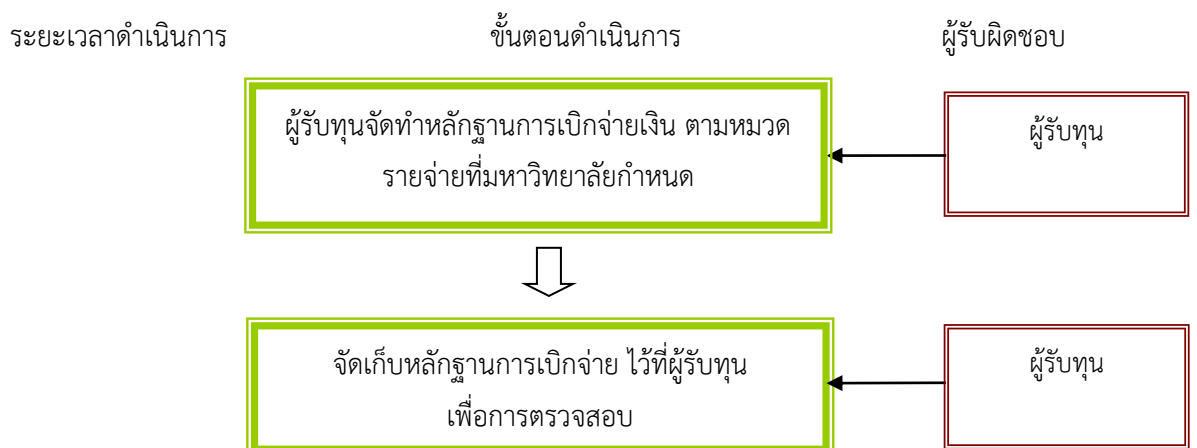 ระยะเวลาดำเนินการ ขั้นตอนดำเนินการ ผู้รับผิดชอบ
ผู้รับทุนจัดทำหลักฐานการเบิกจ่ายเงิน ตามหมวด
รายจ่ายที่มหาวิทยาลัยกำหนด
ผู้รับทุน
จัดเก็บหลักฐานการเบิกจ่าย ไว้ที่ผู้รับทุน
เพื่อการตรวจสอบ
ผู้รับทุน